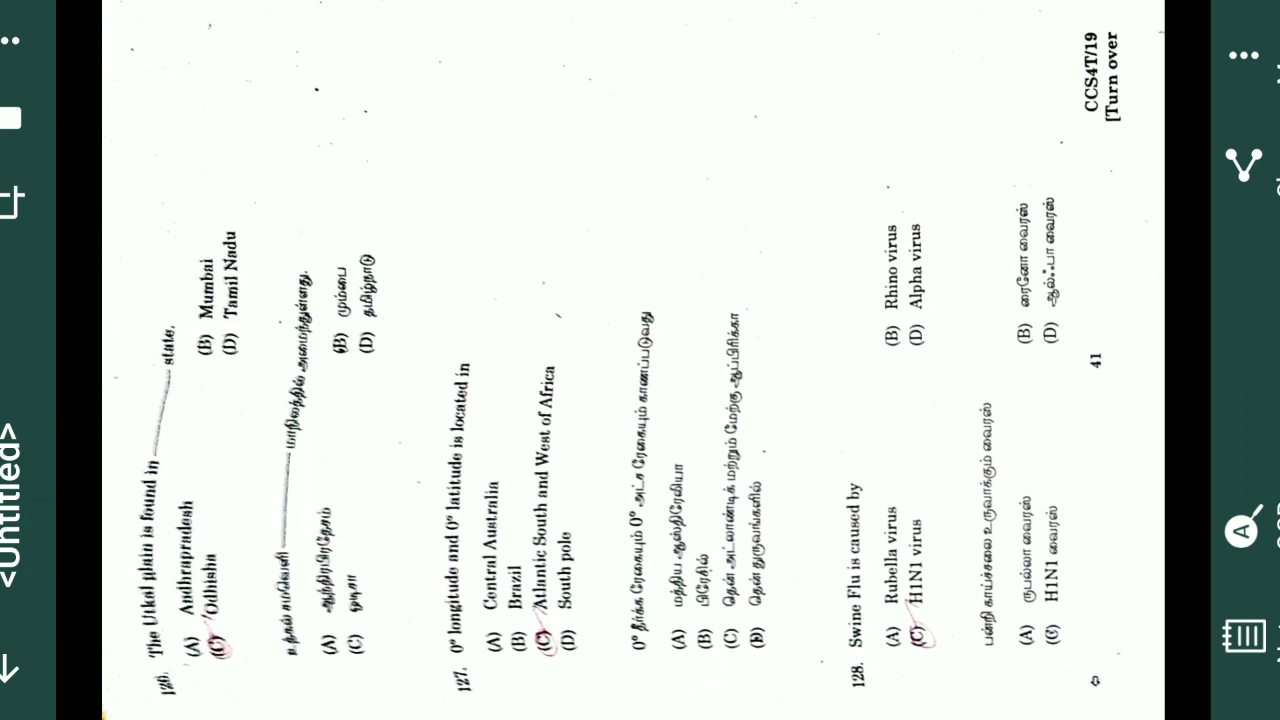 <Untitled>
126. The Utkal plain is found in ———— state.
(A) Andhrapradesh (B) Mumbai
(C) Odhisha (D) Tamil Nadu
உத்கல் சமவெளி ———— மாநிலத்தில் அமைந்துள்ளது.
(A) ஆந்திரபிரதேசம் (B) மும்பை
(C) ஒடிசா (D) தமிழ்நாடு
127. 0° longitude and 0° latitude is located in
(A) Central Australia
(B) Brazil
(C) Atlantic South and West of Africa
(D) South pole
0° தீர்க்க ரேகையும் 0° அட்ச ரேகையும் காணப்படுவது
(A) மத்திய ஆஸ்திரேலியா
(B) பிரேசில்
(C) தென் அட்லாண்டிக் மற்றும் மேற்கு ஆப்பிரிக்கா
(D) தென் துருவங்களில்
128. Swine Flu is caused by
(A) Rubella virus (B) Rhino virus
(C) H1N1 virus (D) Alpha virus
பன்றி காய்ச்சலை உருவாக்கும் வைரஸ்
(A) ரூபல்லா வைரஸ் (B) ரைனோ வைரஸ்
(C) H1N1 வைரஸ் (D) ஆல்ஃபா வைரஸ்
41 CCS4T/19
[Turn over